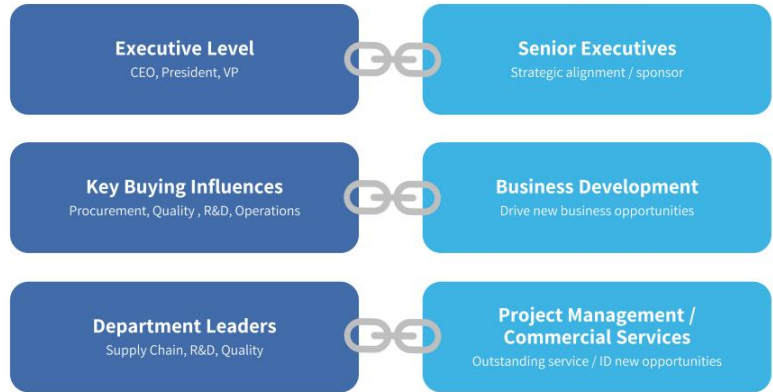 Executive Level
CEO, President, VP
Senior Executives
Strategic alignment / sponsor
Key Buying Influences
Procurement, Quality , R&D, Operations
Business Development
Drive new business opportunities
Department Leaders
Supply Chain, R&D, Quality
Project Management /
Commercial Services
Outstanding service / ID new opportunities